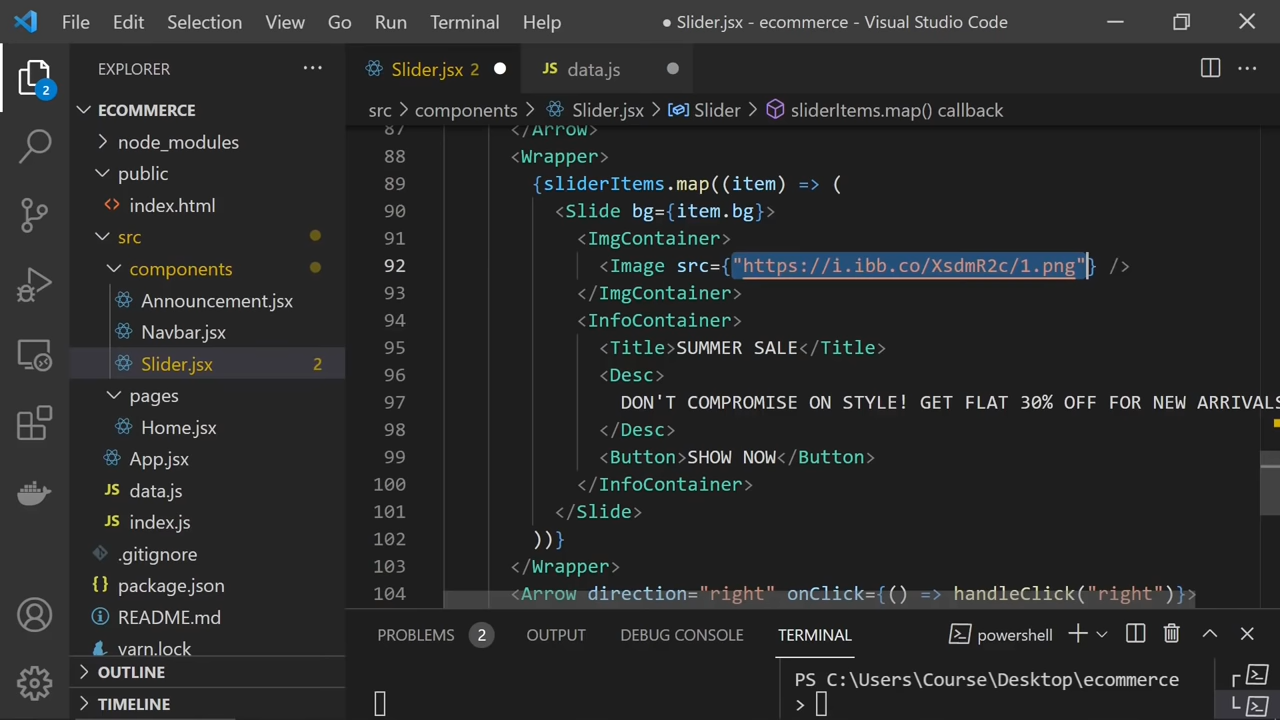 File Edit Selection View Go Run Terminal Help
● Slider.jsx - ecommerce - Visual Studio Code
EXPLORER
2
ECOMMERCE
node_modules
public
index.html
src
components
Announcement.jsx
Navbar.jsx
Slider.jsx 2
pages
Home.jsx
App.jsx
JS data.js
JS index.js
.gitignore
package.json
README.md
yarn.lock
OUTLINE
TIMELINE
Slider.jsx 2
JS data.js
src > components > Slider.jsx > Slider > sliderItems.map() callback
87 </Arrow>
88 <Wrapper>
89 {sliderItems.map((item) => (
90 <Slide bg={item.bg}>
91 <ImgContainer>
92 <Image src={"https://i.ibb.co/XsdmR2c/1.png"} />
93 </ImgContainer>
94 <InfoContainer>
95 <Title>SUMMER SALE</Title>
96 <Desc>
97 DON'T COMPROMISE ON STYLE! GET FLAT 30% OFF FOR NEW ARRIVALS
98 </Desc>
99 <Button>SHOW NOW</Button>
100 </InfoContainer>
101 </Slide>
102 ))}
103 </Wrapper>
104 <Arrow direction="right" onClick={() => handleClick("right")}>
PROBLEMS 2 OUTPUT DEBUG CONSOLE TERMINAL
powershell
PS C:\Users\Course\Desktop\ecommerce
>